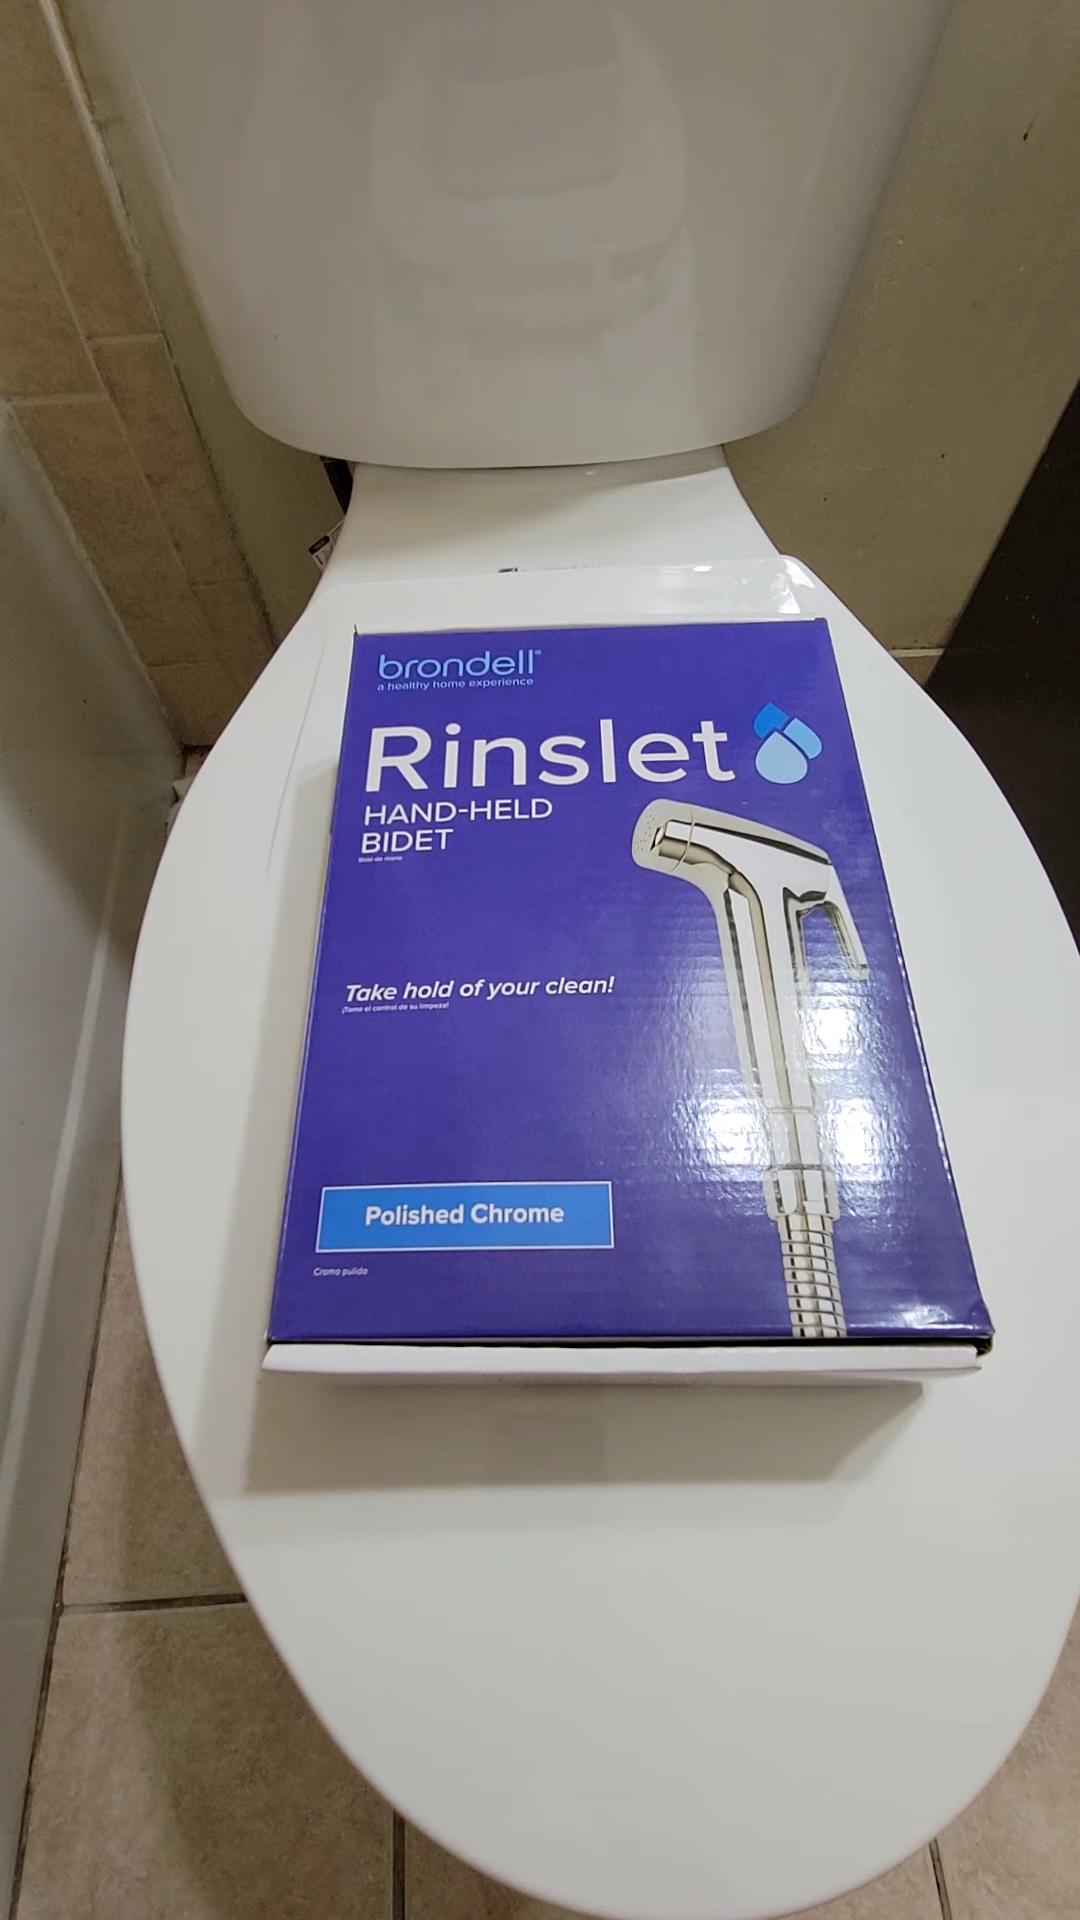 brondell®
a healthy home experience
Rinslet
HAND-HELD
BIDET
Bidé de mano
Take hold of your clean!
¡Tome el control de su limpeza!
Polished Chrome
Cromo pulido